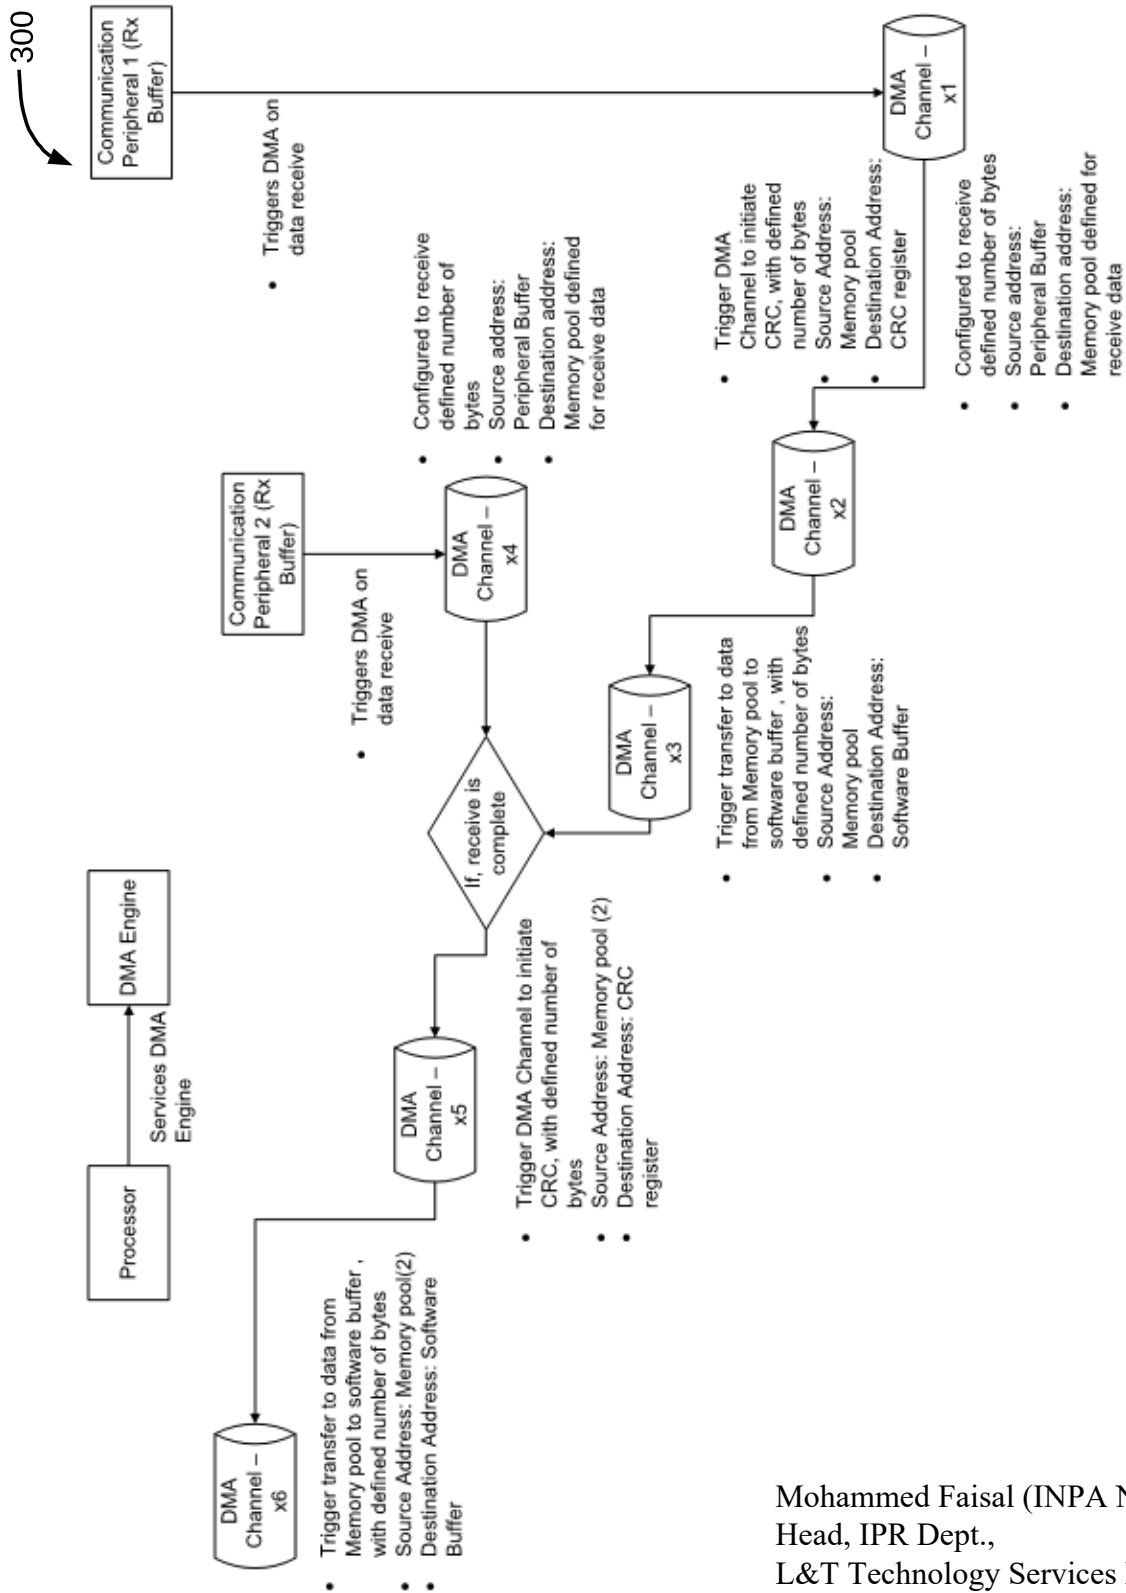 300
Communication
Peripheral 1 (Rx
Buffer)
• Triggers DMA on
data receive
DMA
Channel –
x1
• Configured to receive
defined number of bytes
• Source address:
Peripheral Buffer
• Destination address:
Memory pool defined for
receive data
• Trigger DMA
Channel to initiate
CRC, with defined
number of bytes
• Source Address:
Memory pool
• Destination Address:
CRC register
DMA
Channel –
x2
Communication
Peripheral 2 (Rx
Buffer)
• Triggers DMA on
data receive
• Configured to receive
defined number of
bytes
• Source address:
Peripheral Buffer
• Destination address:
Memory pool defined
for receive data
DMA
Channel –
x4
DMA
Channel –
x3
• Trigger transfer to data
from Memory pool to
software buffer , with
defined number of bytes
• Source Address:
Memory pool
• Destination Address:
Software Buffer
If, receive is
complete
Processor
Services DMA
Engine
DMA Engine
DMA
Channel –
x5
• Trigger DMA Channel to initiate
CRC, with defined number of
bytes
• Source Address: Memory pool (2)
• Destination Address: CRC
register
DMA
Channel –
x6
• Trigger transfer to data from
Memory pool to software buffer ,
with defined number of bytes
• Source Address: Memory pool(2)
• Destination Address: Software
Buffer
Mohammed Faisal (INPA
Head, IPR Dept.,
L&T Technology Services